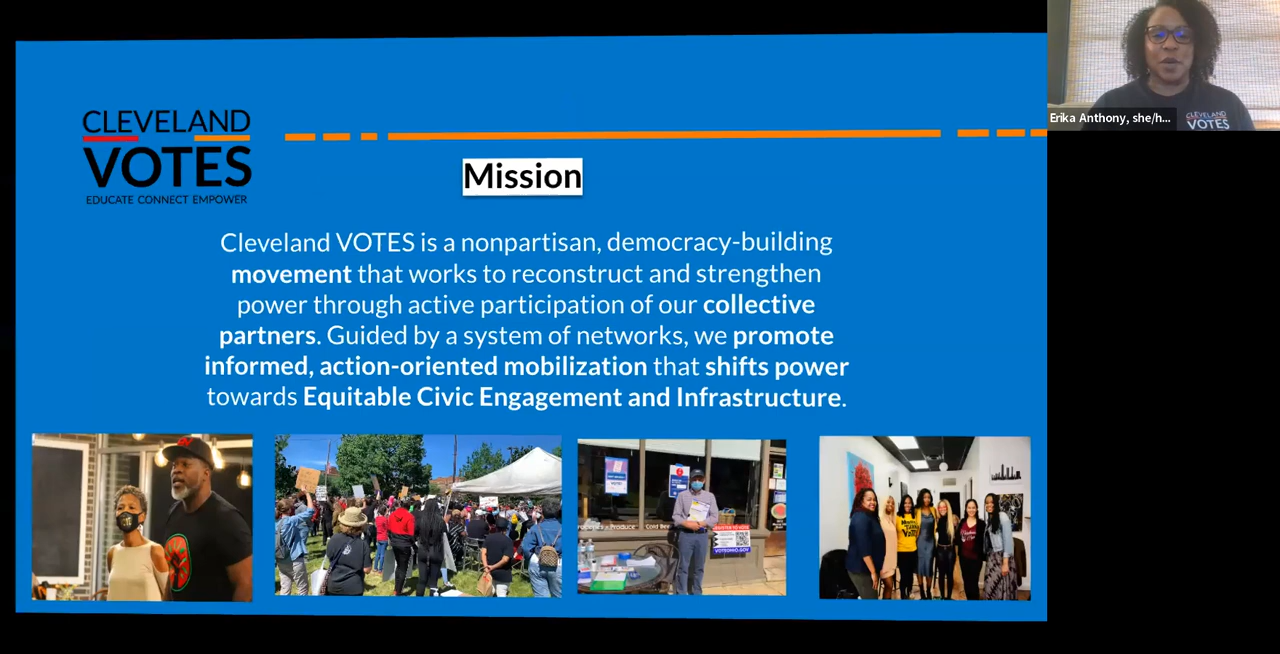 CLEVELAND
VOTES
EDUCATE CONNECT EMPOWER
Mission
Cleveland VOTES is a nonpartisan, democracy-building
movement that works to reconstruct and strengthen
power through active participation of our collective
partners. Guided by a system of networks, we promote
informed, action-oriented mobilization that shifts power
towards Equitable Civic Engagement and Infrastructure.
Erika Anthony, she/h...
CLEVELAND
VOTES
Produce